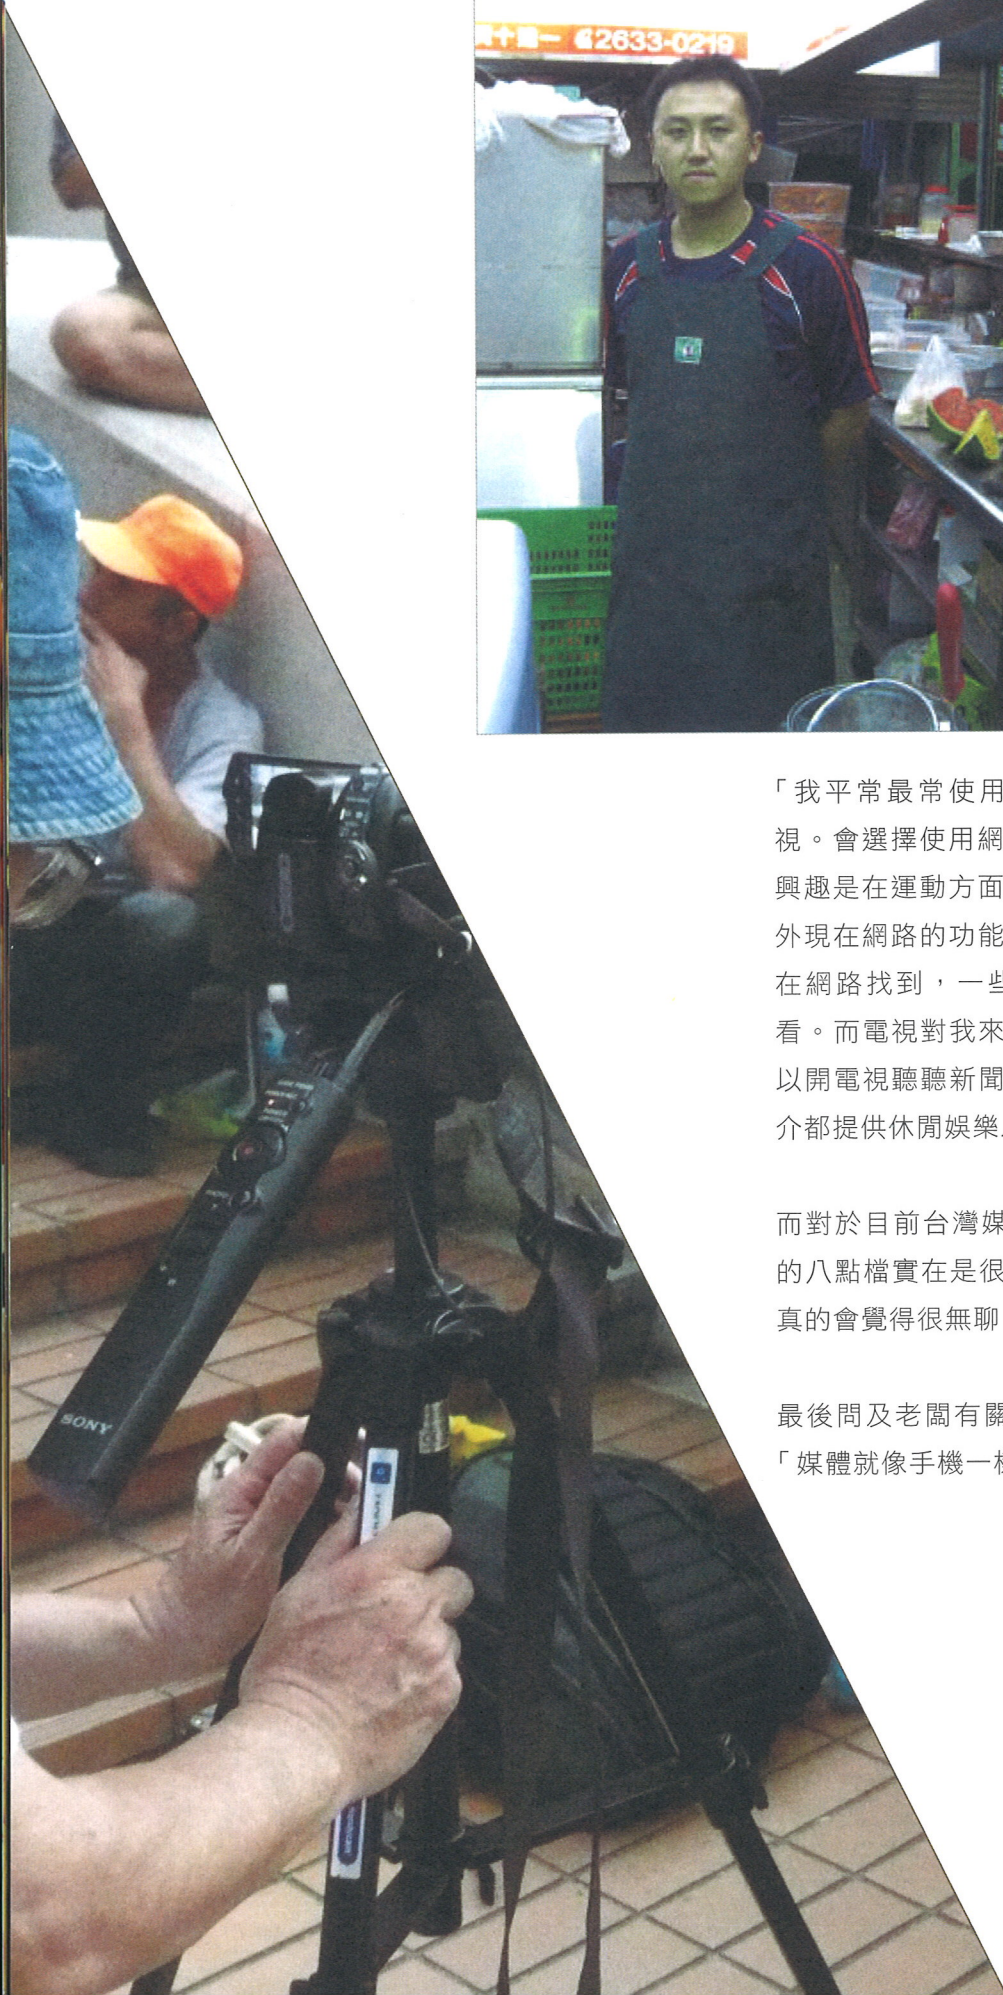 2633-0219
「我平常最常使用
視。會選擇使用網
興趣是在運動方面
外現在網路的功能
在網路找到，一些
看。而電視對我來
以開電視聽聽新聞
介都提供休閒娛樂
而對於目前台灣媒
的八點檔實在是很
真的會覺得很無聊
最後問及老闆有關
「媒體就像手機一
SONY